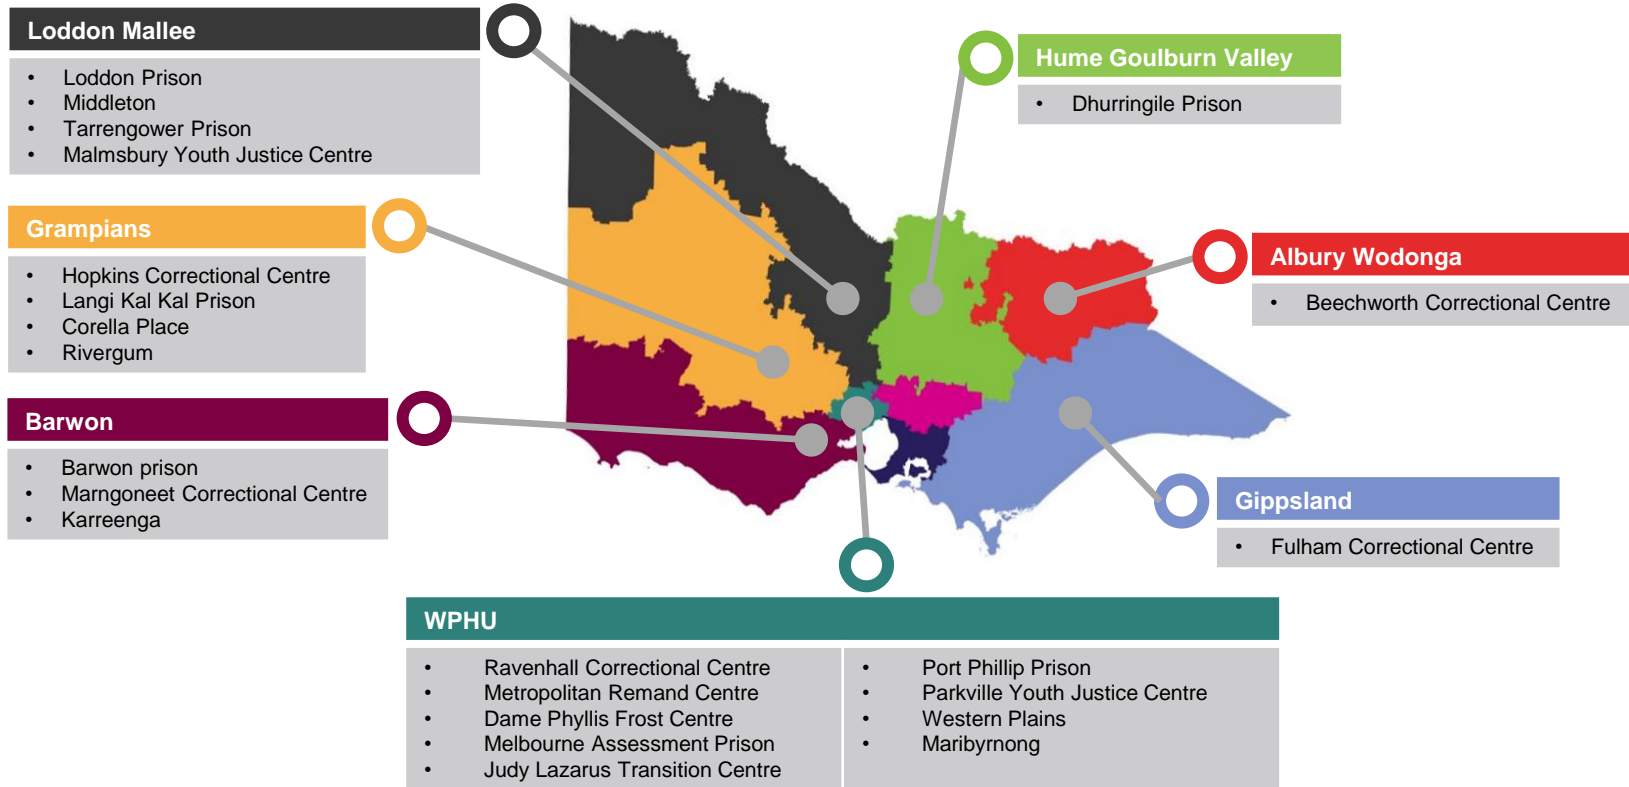 Loddon Mallee
• Loddon Prison
• Middleton
• Tarrengower Prison
• Malmsbury Youth Justice Centre
Hume Goulburn Valley
• Dhurringile Prison
Grampians
• Hopkins Correctional Centre
• Langi Kal Kal Prison
• Corella Place
• Rivergum
Albury Wodonga
• Beechworth Correctional Centre
Barwon
• Barwon prison
• Marngoneet Correctional Centre
• Karreenga
Gippsland
• Fulham Correctional Centre
WPHU
• Ravenhall Correctional Centre
• Metropolitan Remand Centre
• Dame Phyllis Frost Centre
• Melbourne Assessment Prison
• Judy Lazarus Transition Centre
• Port Phillip Prison
• Parkville Youth Justice Centre
• Western Plains
• Maribyrnong